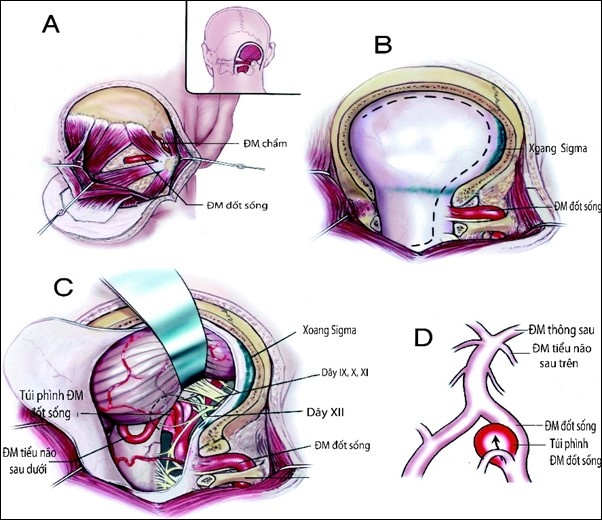 A
ĐM chẩm
ĐM đốt sống
B
Xoang Sigma
ĐM đốt sống
C
Xoang Sigma
Dây IX, X, XI
Túi phình ĐM
đốt sống
Dây XII
ĐM đốt sống
ĐM tiểu não
sau dưới
D
ĐM thông sau
ĐM tiểu não
sau trên
ĐM đốt sống
Túi phình
ĐM đốt sống